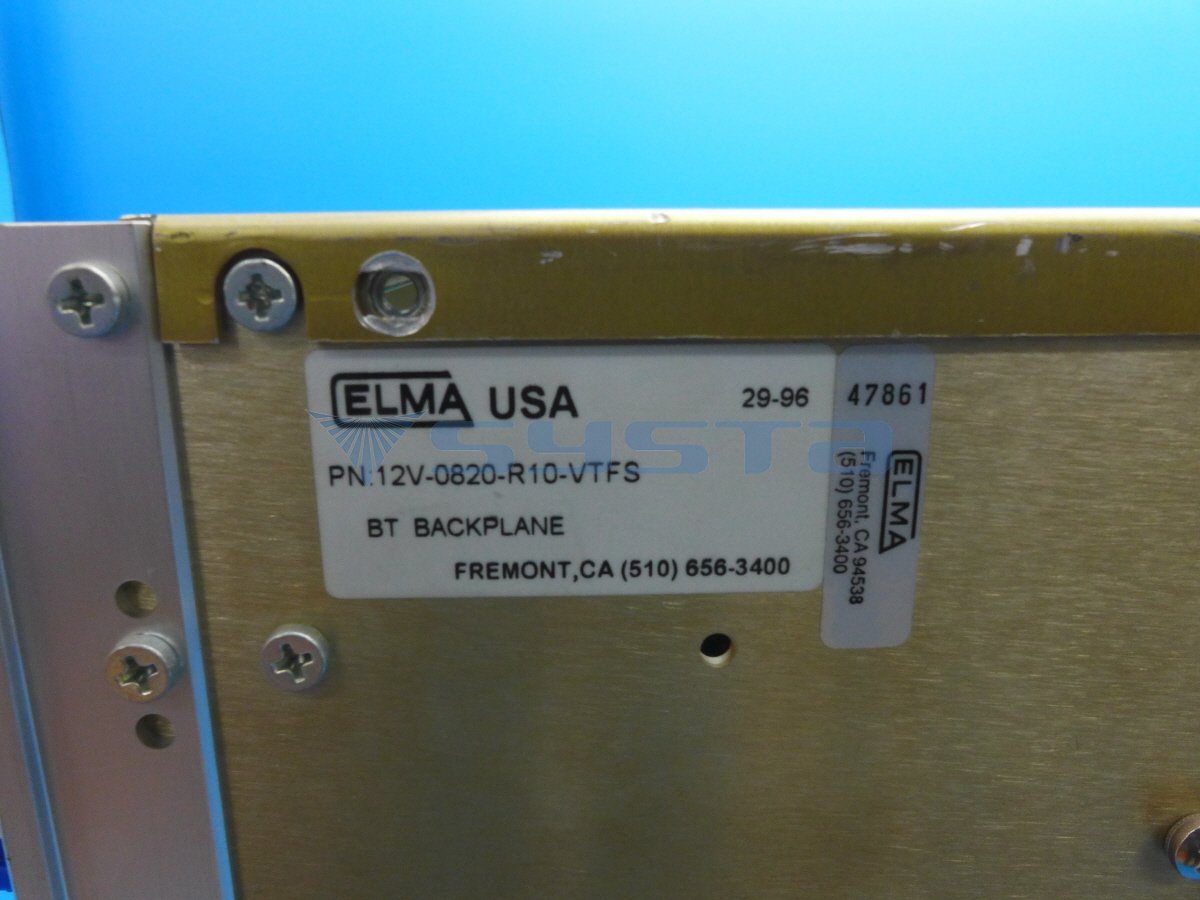 ELMA USA 29-96
PN:12V-0820-R10-VTFS
BT BACKPLANE
FREMONT,CA (510) 656-3400
47861
ELMA
Fremont, CA 94538
(510) 656-3400
systa